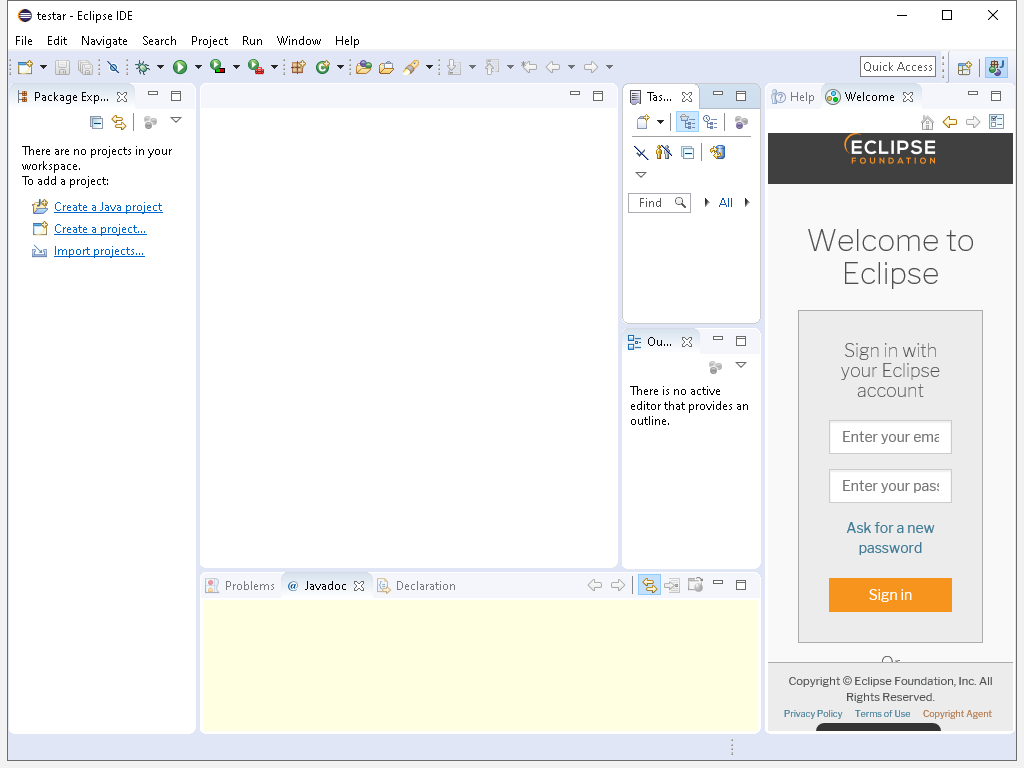 testar - Eclipse IDE
File Edit Navigate Search Project Run Window Help
Quick Access
Package Exp...
There are no projects in your
workspace.
To add a project:
Create a Java project
Create a project...
Import projects...
Tas...
Find
All
Ou...
There is no active
editor that provides an
outline.
Problems
@ Javadoc
Declaration
Help
Welcome
ECLIPSE
FOUNDATION
Welcome to
Eclipse
Sign in with
your Eclipse
account
Enter your ema
Enter your pass
Ask for a new
password
Sign in
Or
Copyright © Eclipse Foundation, Inc. All
Rights Reserved.
Privacy Policy Terms of Use Copyright Agent